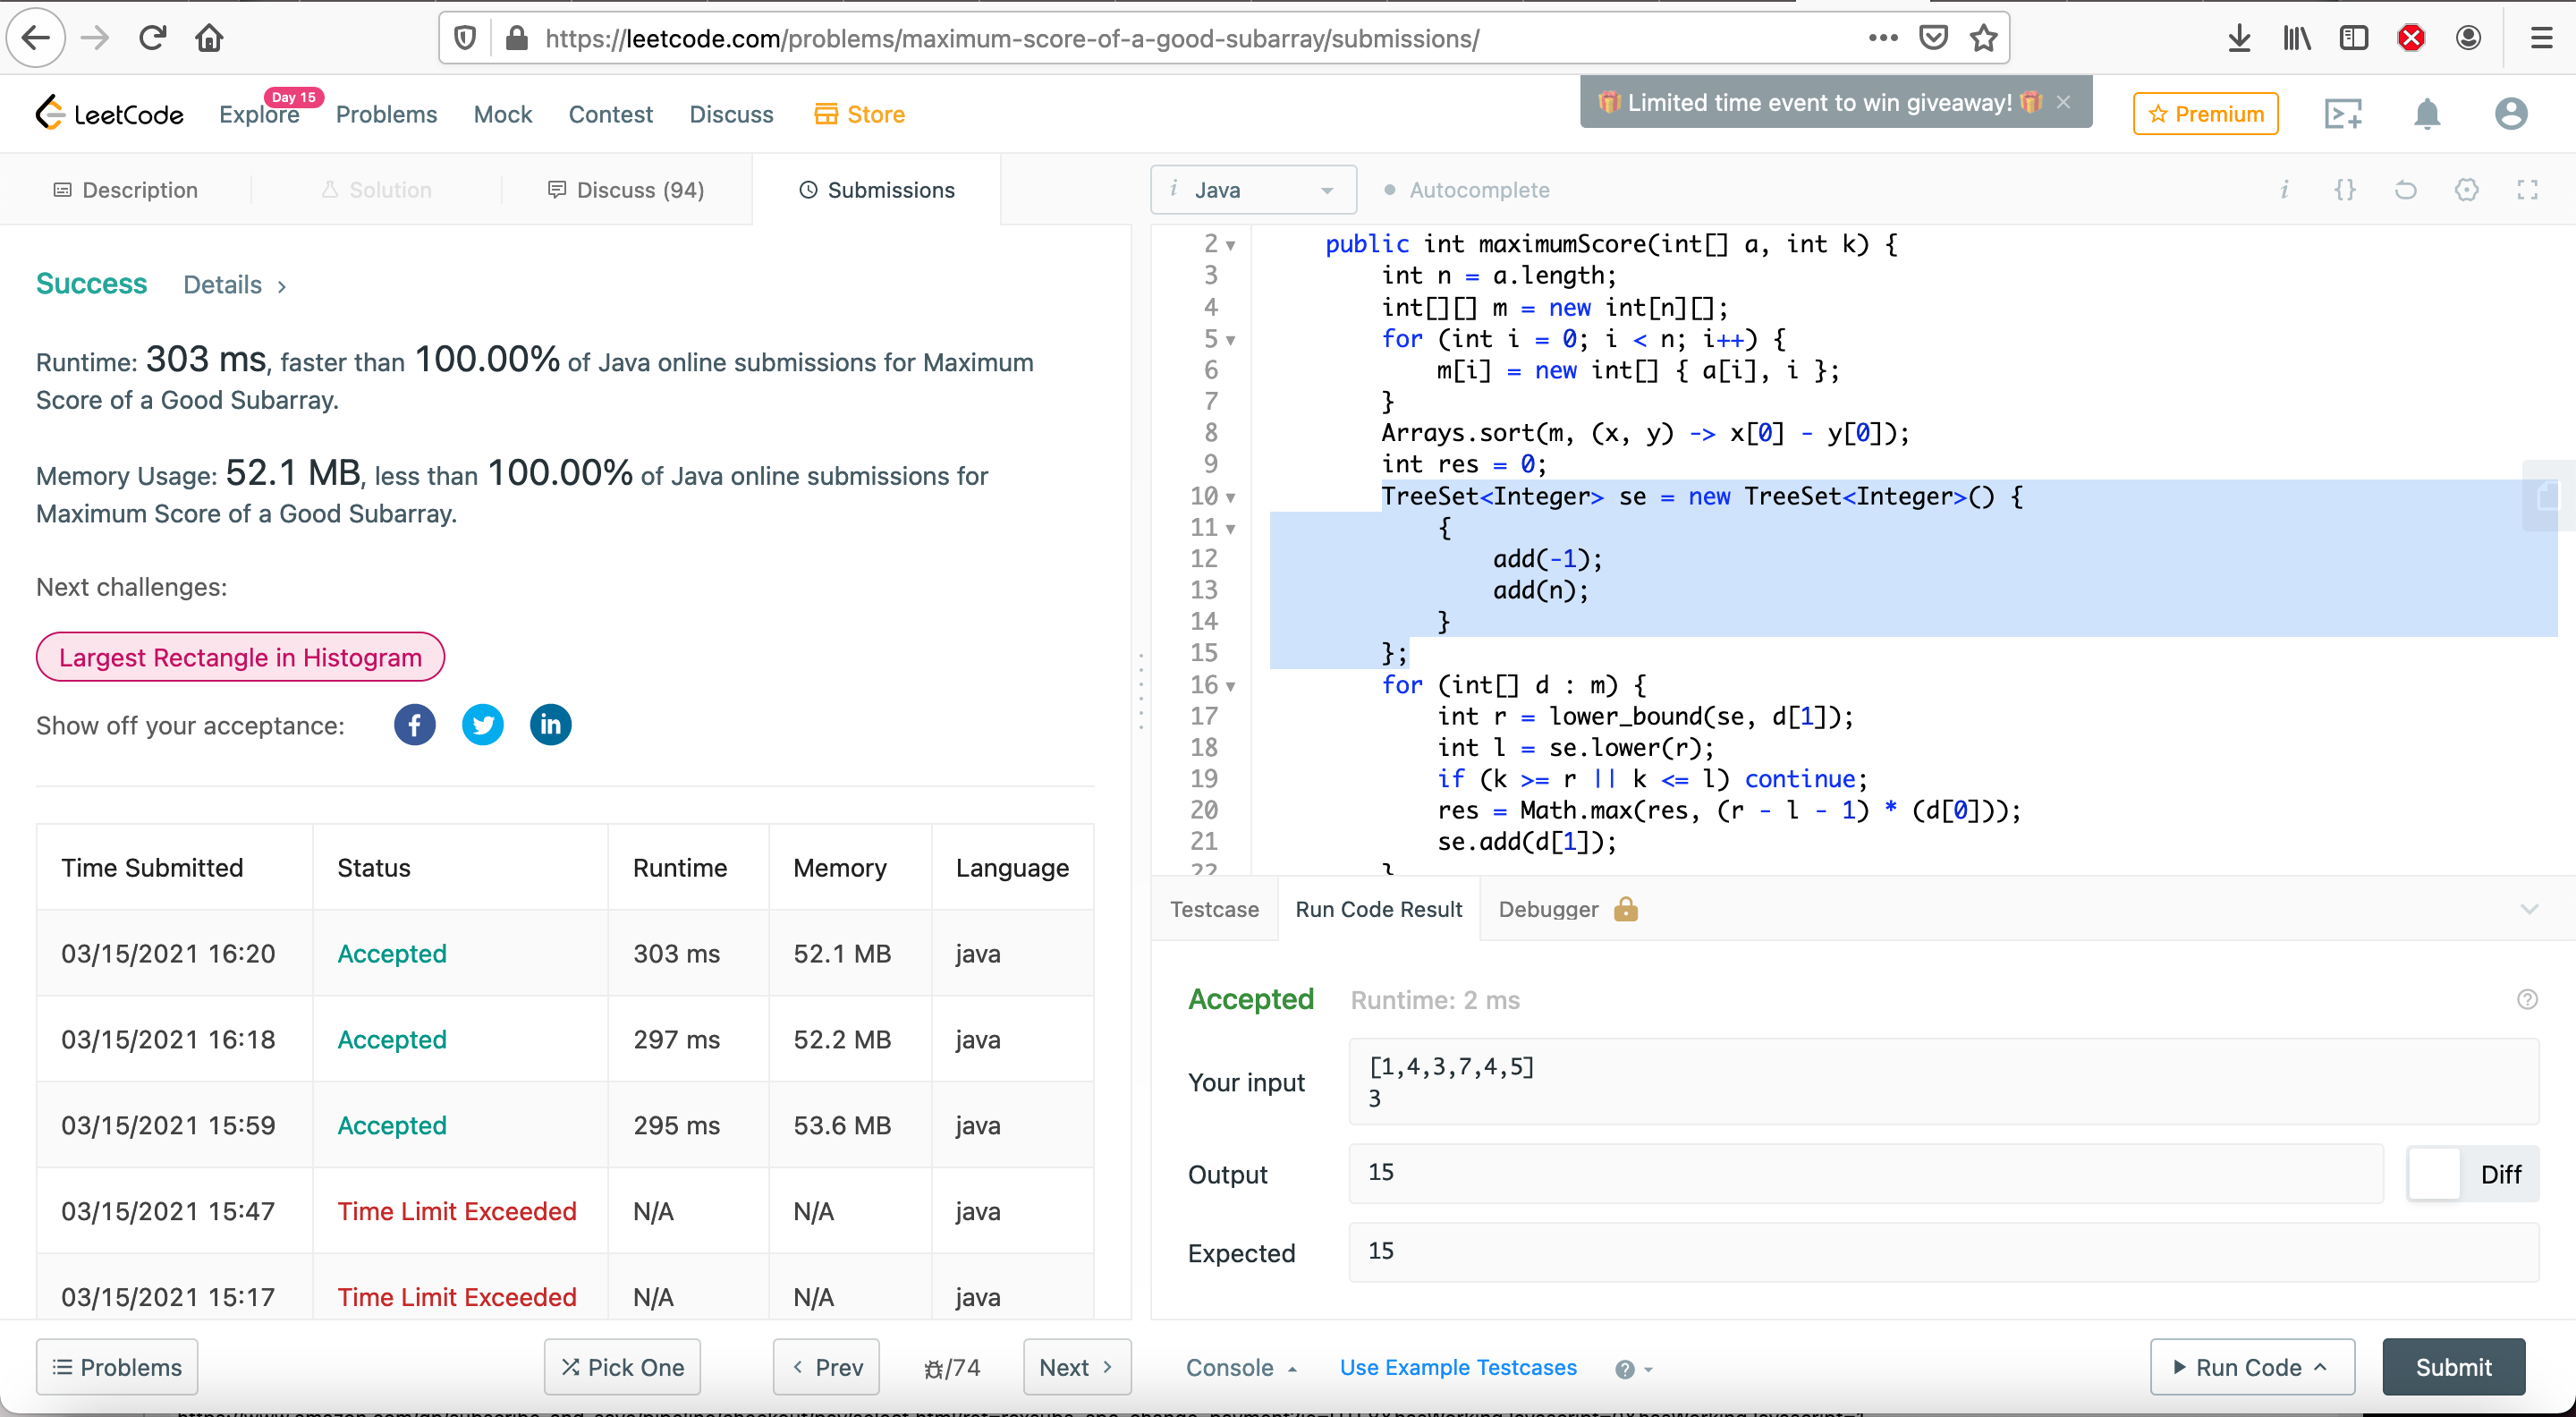 https://leetcode.com/problems/maximum-score-of-a-good-subarray/submissions/
LeetCode Explore Day 15 Problems Mock Contest Discuss Store
🎁 Limited time event to win giveaway! 🎁 ×
Premium
Description
Solution
Discuss (94)
Submissions
Success Details >
Runtime: 303 ms, faster than 100.00% of Java online submissions for Maximum
Score of a Good Subarray.
Memory Usage: 52.1 MB, less than 100.00% of Java online submissions for
Maximum Score of a Good Subarray.
Next challenges:
Largest Rectangle in Histogram
Show off your acceptance:
Time Submitted Status Runtime Memory Language
03/15/2021 16:20 Accepted 303 ms 52.1 MB java
03/15/2021 16:18 Accepted 297 ms 52.2 MB java
03/15/2021 15:59 Accepted 295 ms 53.6 MB java
03/15/2021 15:47 Time Limit Exceeded N/A N/A java
03/15/2021 15:17 Time Limit Exceeded N/A N/A java
Problems
Pick One
< Prev
/74
Next >
i Java
Autocomplete
2 public int maximumScore(int[] a, int k) {
3 int n = a.length;
4 int[][] m = new int[n][];
5 for (int i = 0; i < n; i++) {
6 m[i] = new int[] { a[i], i };
7 }
8 Arrays.sort(m, (x, y) -> x[0] - y[0]);
9 int res = 0;
10 TreeSet<Integer> se = new TreeSet<Integer>() {
11 {
12 add(-1);
13 add(n);
14 }
15 };
16 for (int[] d : m) {
17 int r = lower_bound(se, d[1]);
18 int l = se.lower(r);
19 if (k >= r || k <= l) continue;
20 res = Math.max(res, (r - l - 1) * (d[0]));
21 se.add(d[1]);
22 }
Testcase
Run Code Result
Debugger
Accepted Runtime: 2 ms
Your input
[1,4,3,7,4,5]
3
Output
15
Diff
Expected
15
Console
Use Example Testcases
Run Code
Submit